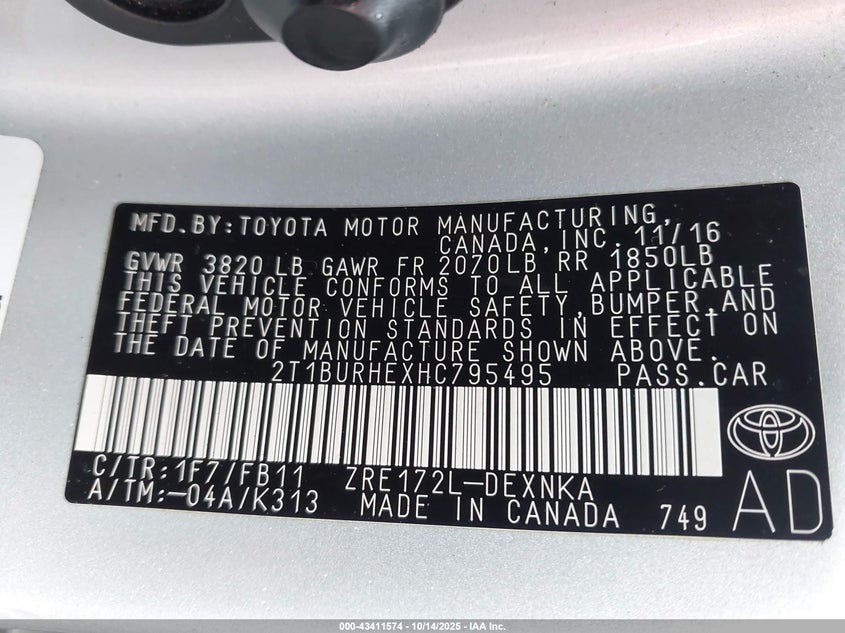 MFD.BY:TOYOTA MOTOR MANUFACTURING,
CANADA,INC. 11/16
GVWR 3820 LB GAWR FR 2070LB RR 1850LB
THIS VEHICLE CONFORMS TO ALL APPLICABLE
FEDERAL MOTOR VEHICLE SAFETY,BUMPER,AND
THEFT PREVENTION STANDARDS IN EFFECT ON
THE DATE OF MANUFACTURE SHOWN ABOVE.
2T1BURHEXHC795495 PASS.CAR
C/TR:1F7/FB11 ZRE172L-DEXNKA
A/TM:-04A/K313 MADE IN CANADA 749 AD
000-43411574 - 10/14/2025 - IAA Inc.